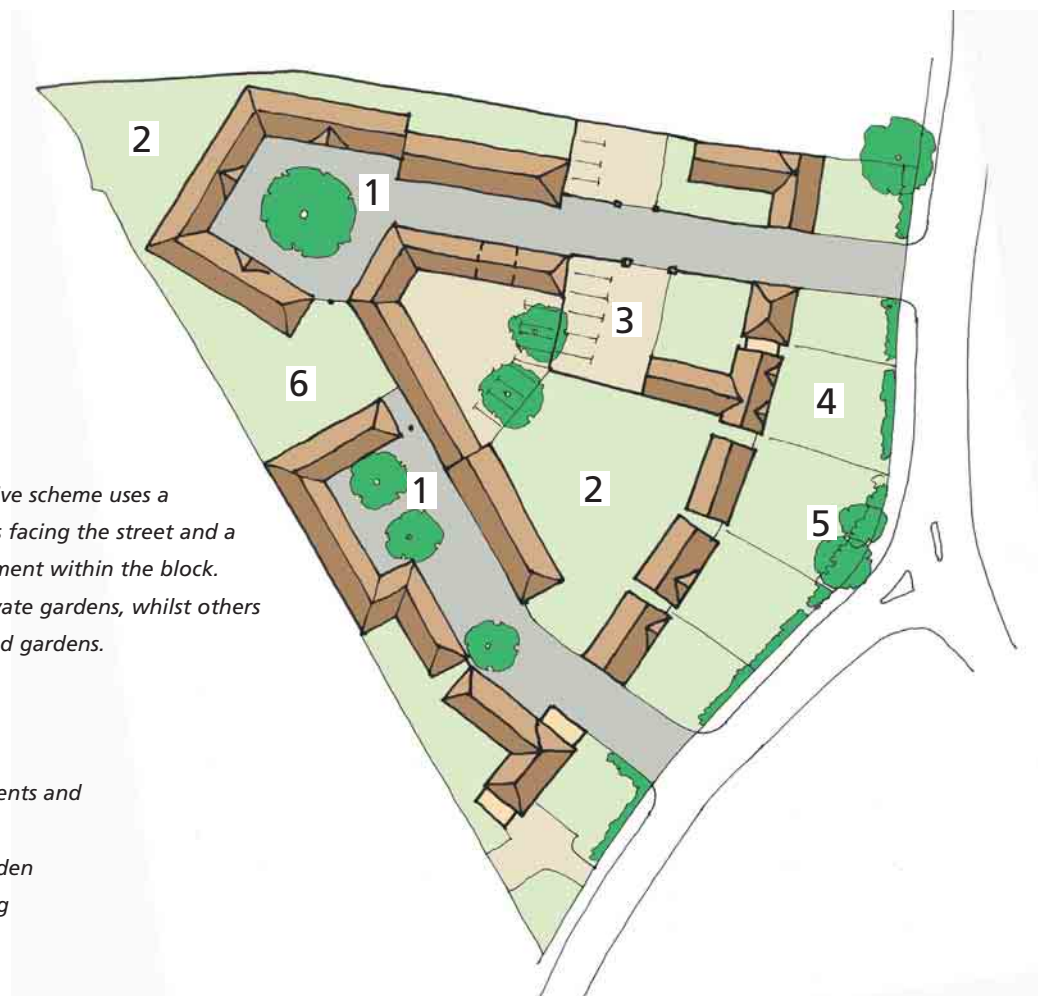 2
1
3
6
4
ive scheme uses a
s facing the street and a
ment within the block.
vate gardens, whilst others
d gardens.
1
2
5
ents and
den
g